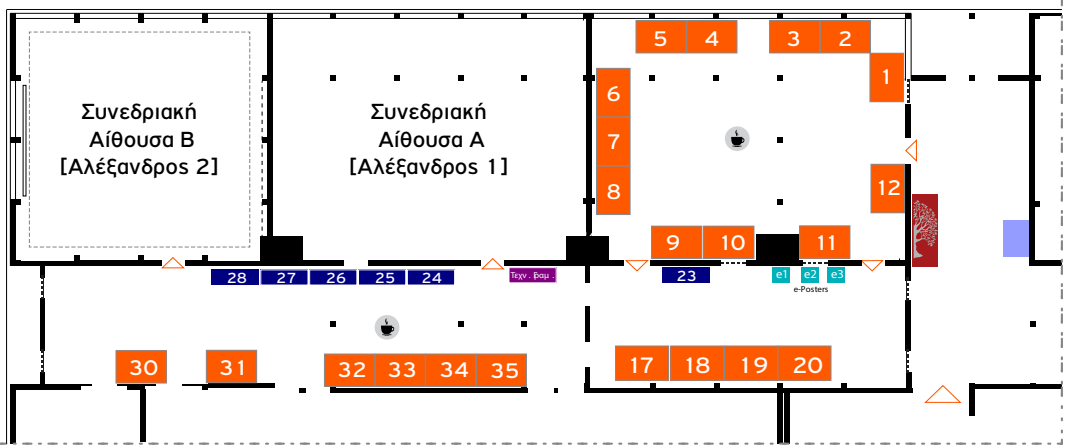 5 4 3 2
1
6
7
8
12
9 10 11
Συνεδριακή
Αίθουσα Β
[Αλέξανδρος 2]
Συνεδριακή
Αίθουσα Α
[Αλέξανδρος 1]
28 27 26 25 24
Τεχν. βαμ.
23
e1 e2 e3
e-Posters
30 31 32 33 34 35
17 18 19 20